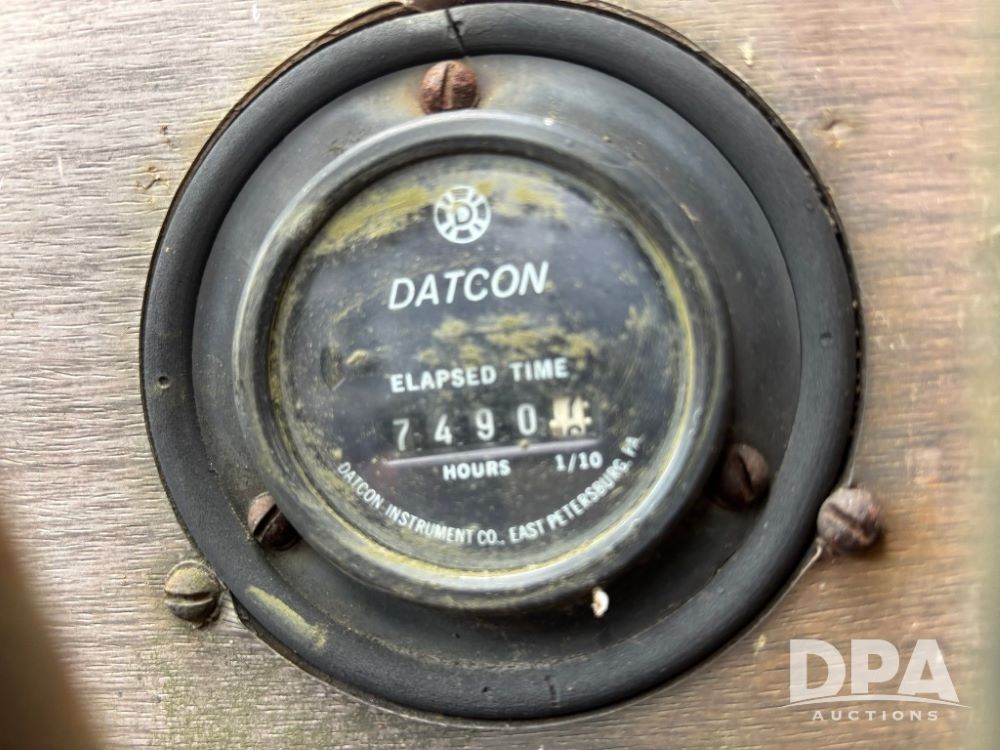 D
DATCON
ELAPSED TIME
7490
HOURS 1/10
DATCON INSTRUMENT CO., EAST PETERSBURG, PA
DPA
AUCTIONS